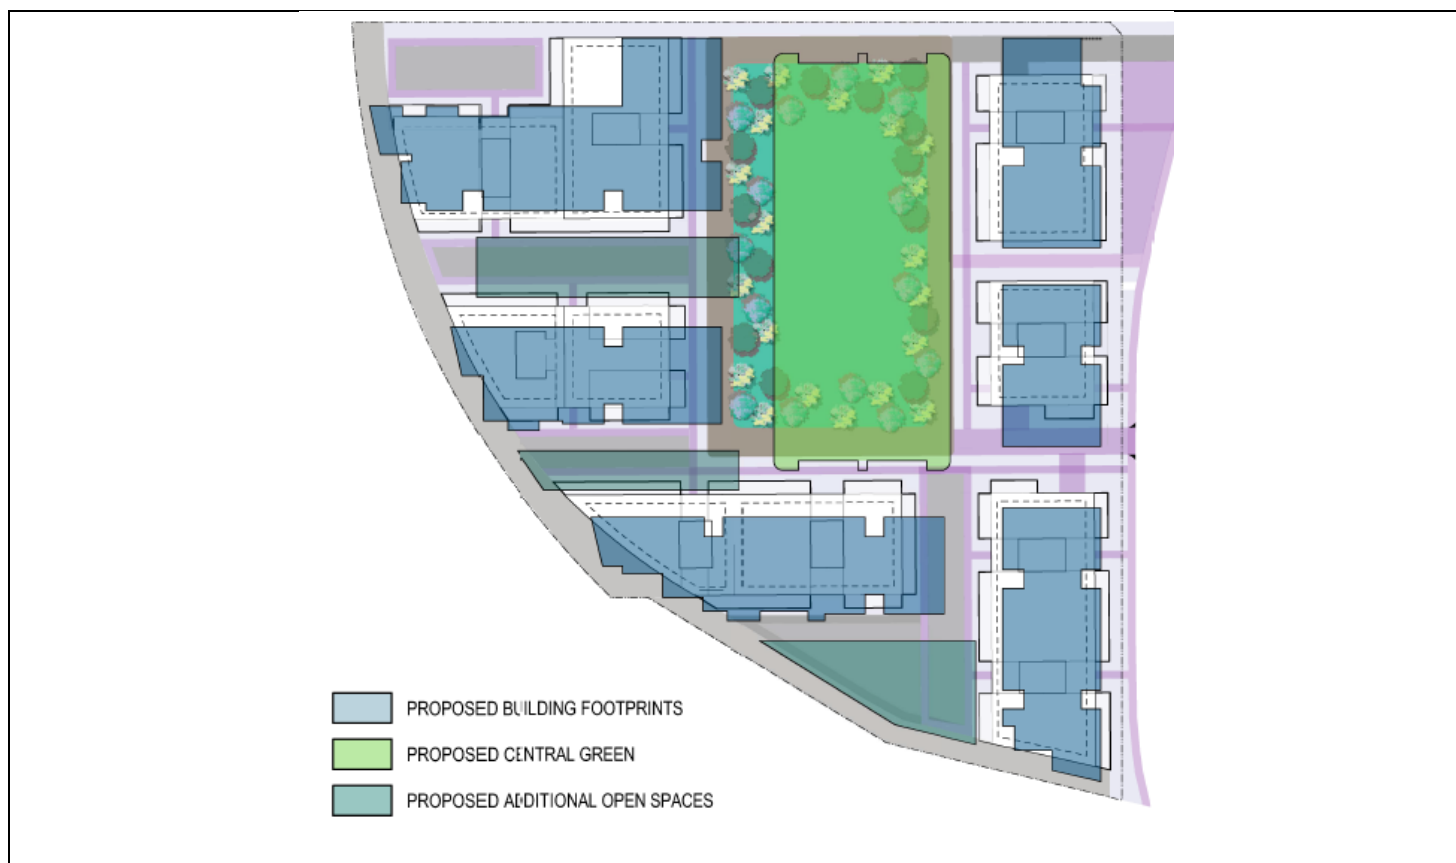 PROPOSED BUILDING FOOTPRINTS
PROPOSED CENTRAL GREEN
PROPOSED ADDITIONAL OPEN SPACES